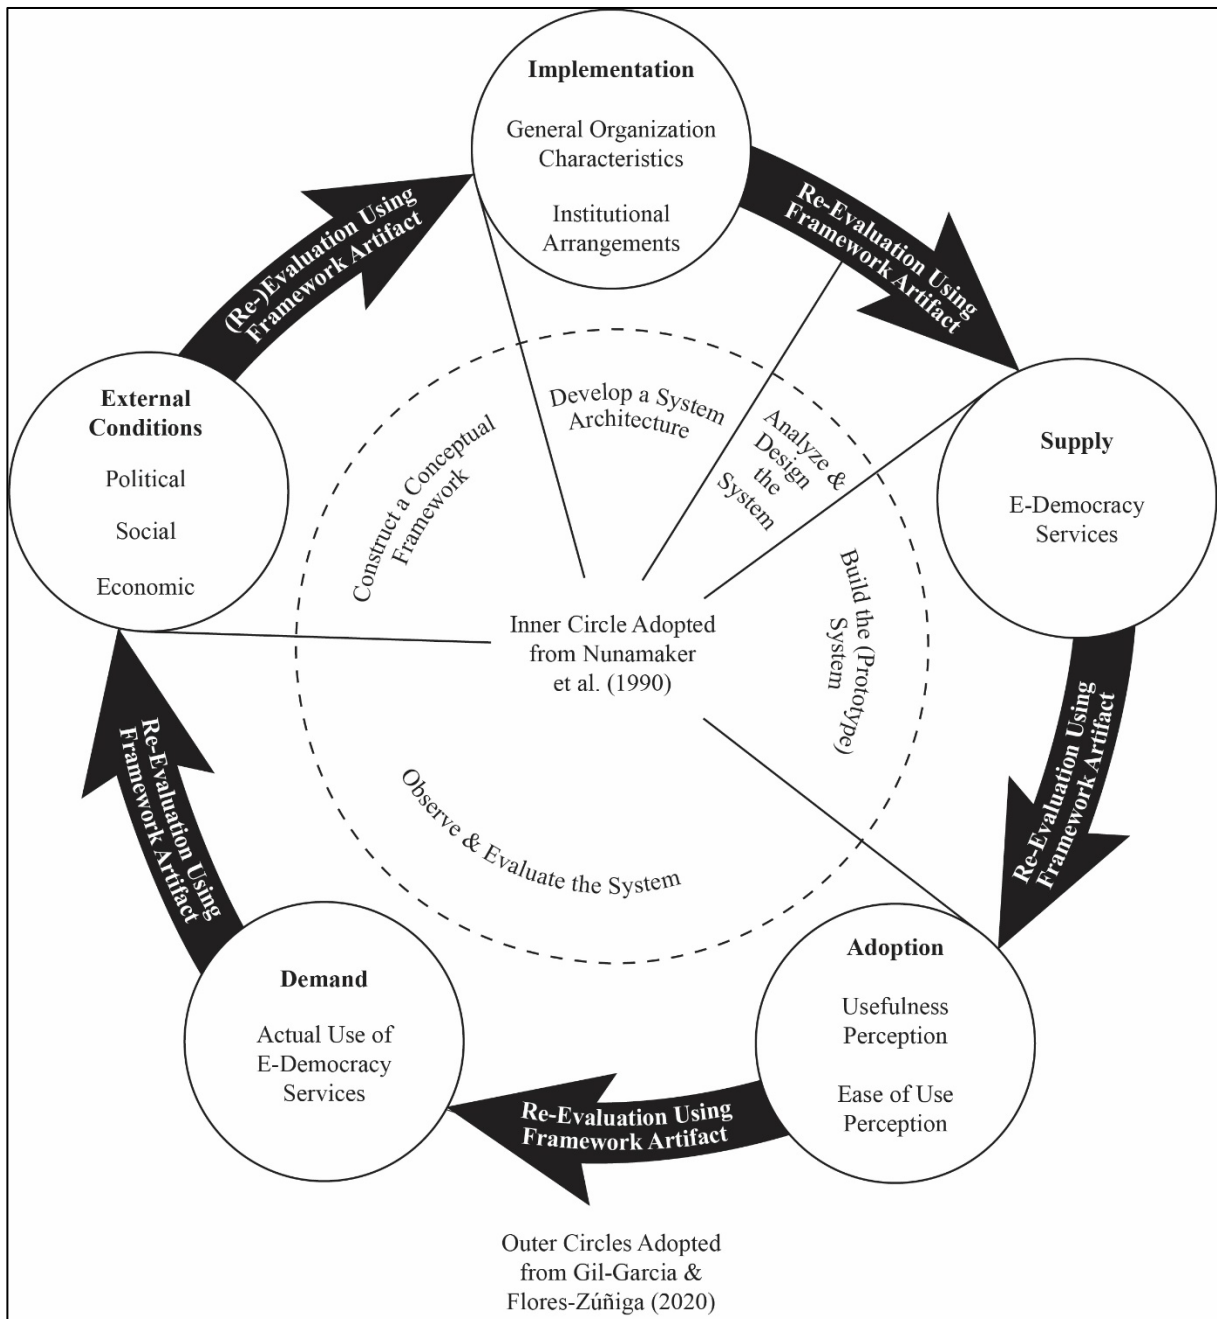 Implementation
General Organization
Characteristics
Institutional
Arrangements
Re-Evaluation Using
Framework Artifact
Supply
E-Democracy
Services
Re-Evaluation Using
Framework Artifact
Adoption
Usefulness
Perception
Ease of Use
Perception
Re-Evaluation Using
Framework Artifact
Demand
Actual Use of
E-Democracy
Services
Re-Evaluation Using
Framework Artifact
External
Conditions
Political
Social
Economic
(Re-)Evaluation Using
Framework Artifact
Construct a Conceptual
Framework
Develop a System
Architecture
Analyze &
Design
the
System
Build the (Prototype)
System
Observe & Evaluate the System
Inner Circle Adopted
from Nunamaker
et al. (1990)
Outer Circles Adopted
from Gil-Garcia &
Flores-Zúñiga (2020)